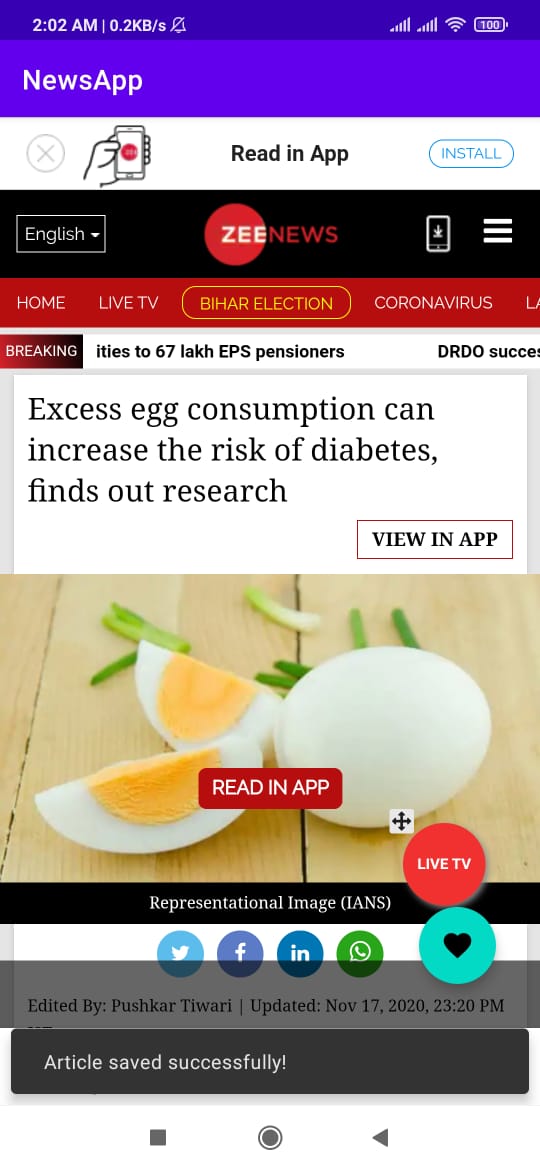 2:02 AM | 0.2KB/s
100
NewsApp
Read in App
INSTALL
English
ZEENEWS
HOME LIVE TV BIHAR ELECTION CORONAVIRUS LA
BREAKING ities to 67 lakh EPS pensioners DRDO succes
Excess egg consumption can
increase the risk of diabetes,
finds out research
VIEW IN APP
READ IN APP
LIVE TV
Representational Image (IANS)
Edited By: Pushkar Tiwari | Updated: Nov 17, 2020, 23:20 PM
Article saved successfully!